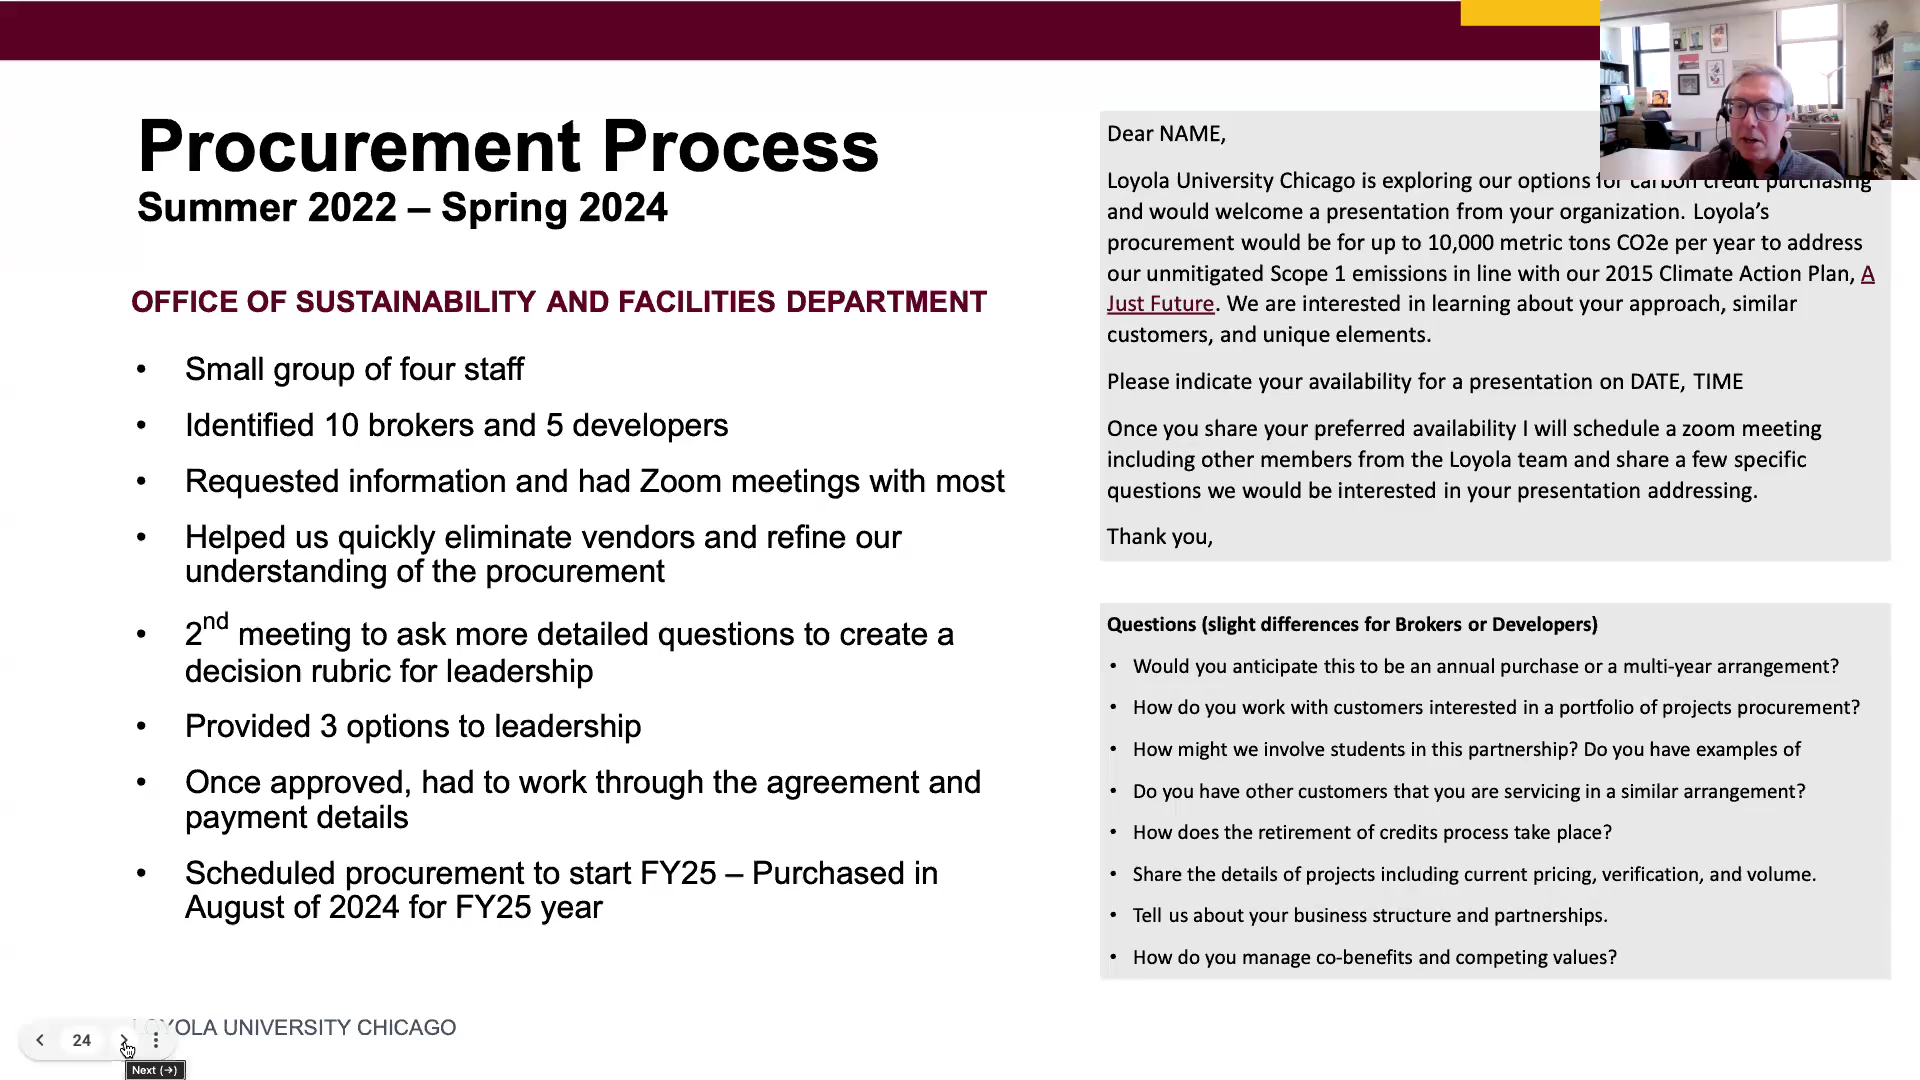 Procurement Process
Summer 2022 – Spring 2024
OFFICE OF SUSTAINABILITY AND FACILITIES DEPARTMENT
• Small group of four staff
• Identified 10 brokers and 5 developers
• Requested information and had Zoom meetings with most
• Helped us quickly eliminate vendors and refine our
understanding of the procurement
• 2nd meeting to ask more detailed questions to create a
decision rubric for leadership
• Provided 3 options to leadership
• Once approved, had to work through the agreement and
payment details
• Scheduled procurement to start FY25 – Purchased in
August of 2024 for FY25 year
Dear NAME,
Loyola University Chicago is exploring our options for carbon credit purchasing
and would welcome a presentation from your organization. Loyola’s
procurement would be for up to 10,000 metric tons CO2e per year to address
our unmitigated Scope 1 emissions in line with our 2015 Climate Action Plan, A
Just Future. We are interested in learning about your approach, similar
customers, and unique elements.
Please indicate your availability for a presentation on DATE, TIME
Once you share your preferred availability I will schedule a zoom meeting
including other members from the Loyola team and share a few specific
questions we would be interested in your presentation addressing.
Thank you,
Questions (slight differences for Brokers or Developers)
• Would you anticipate this to be an annual purchase or a multi-year arrangement?
• How do you work with customers interested in a portfolio of projects procurement?
• How might we involve students in this partnership? Do you have examples of
• Do you have other customers that you are servicing in a similar arrangement?
• How does the retirement of credits process take place?
• Share the details of projects including current pricing, verification, and volume.
• Tell us about your business structure and partnerships.
• How do you manage co-benefits and competing values?
LOYOLA UNIVERSITY CHICAGO
24
Next (→)